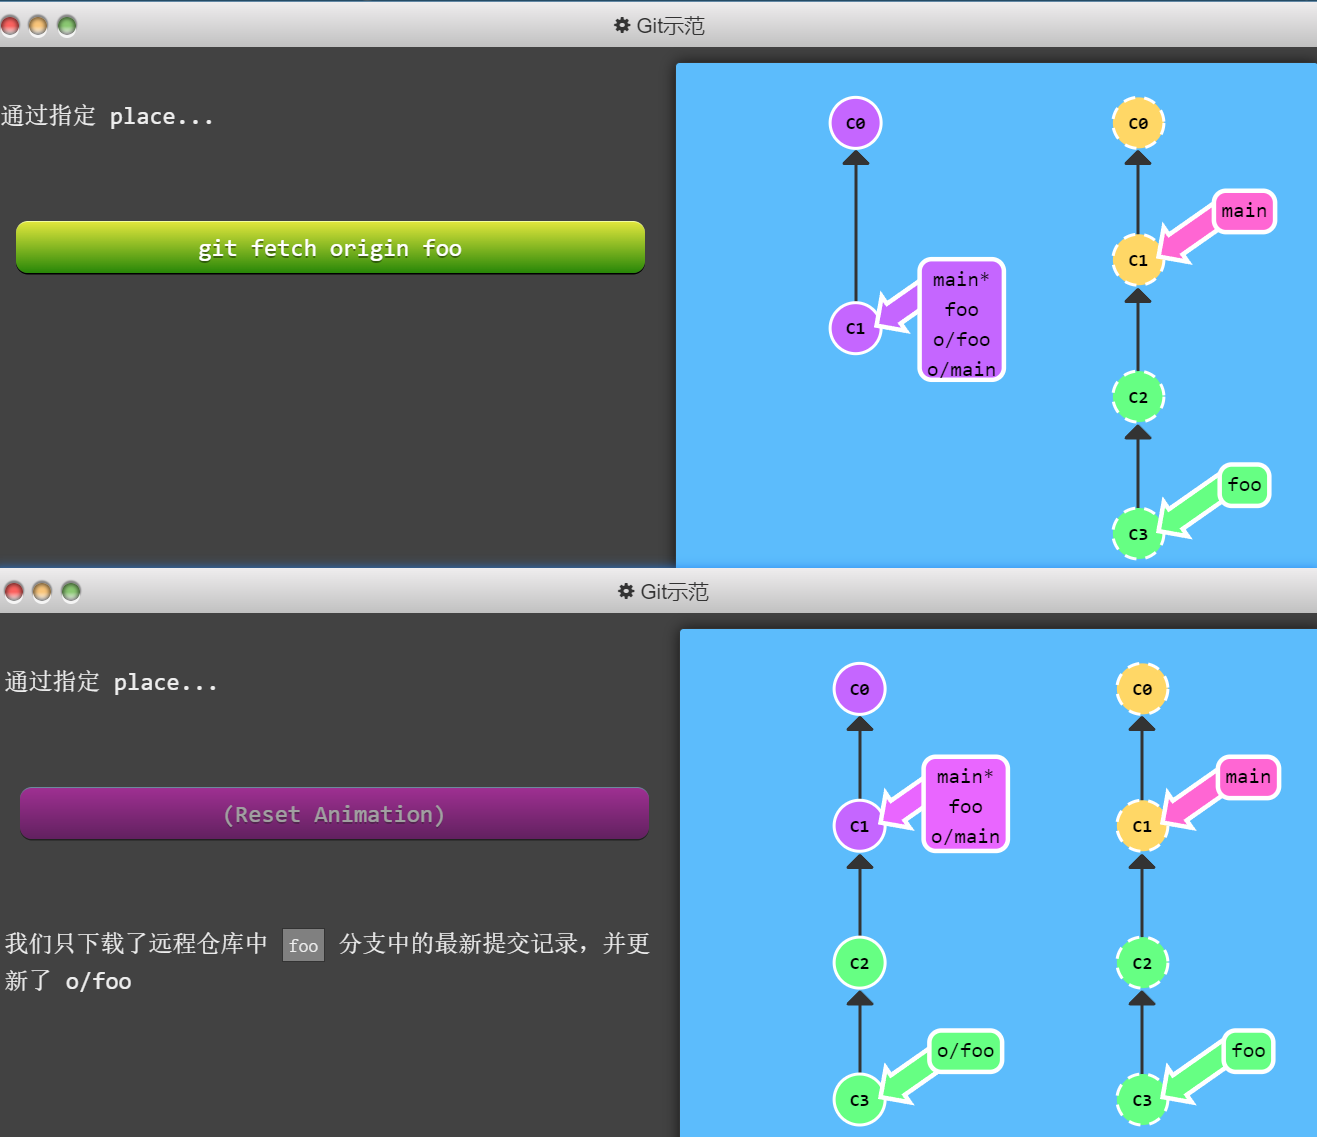 Git示范
通过指定 place...
git fetch origin foo
C0
C1
main*
foo
o/foo
o/main
C0
main
C1
C2
foo
C3
Git示范
通过指定 place...
(Reset Animation)
我们只下载了远程仓库中 foo 分支中的最新提交记录，并更
新了 o/foo
C0
main*
foo
o/main
C1
C2
o/foo
C3
C0
main
C1
C2
foo
C3